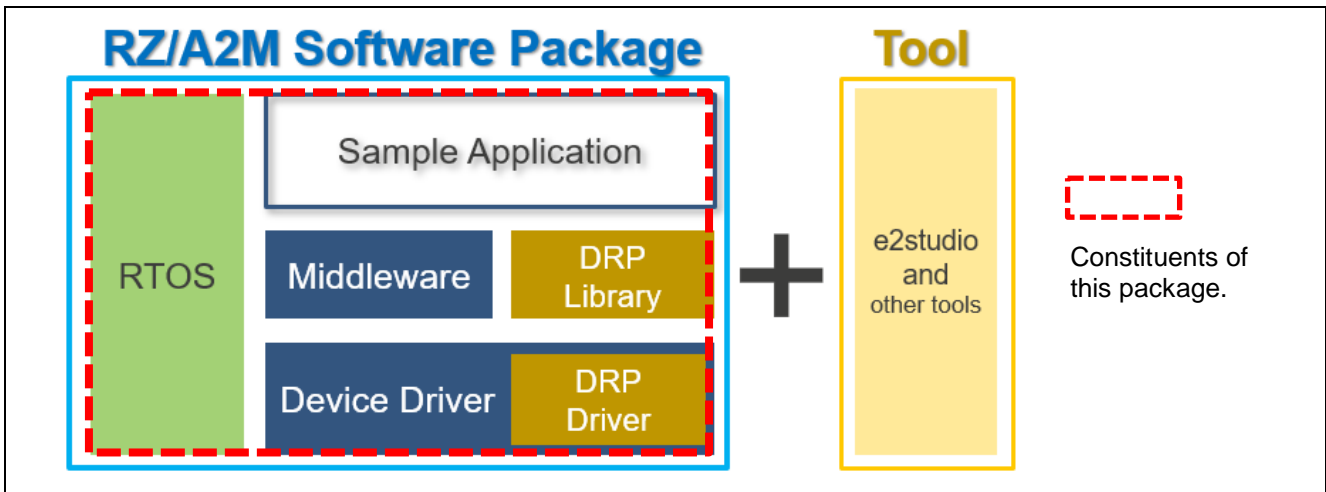 RZ/A2M Software Package
Tool
RTOS
Sample Application
Middleware
DRP
Library
Device Driver
DRP
Driver
e2studio
and
other tools
Constituents of
this package.